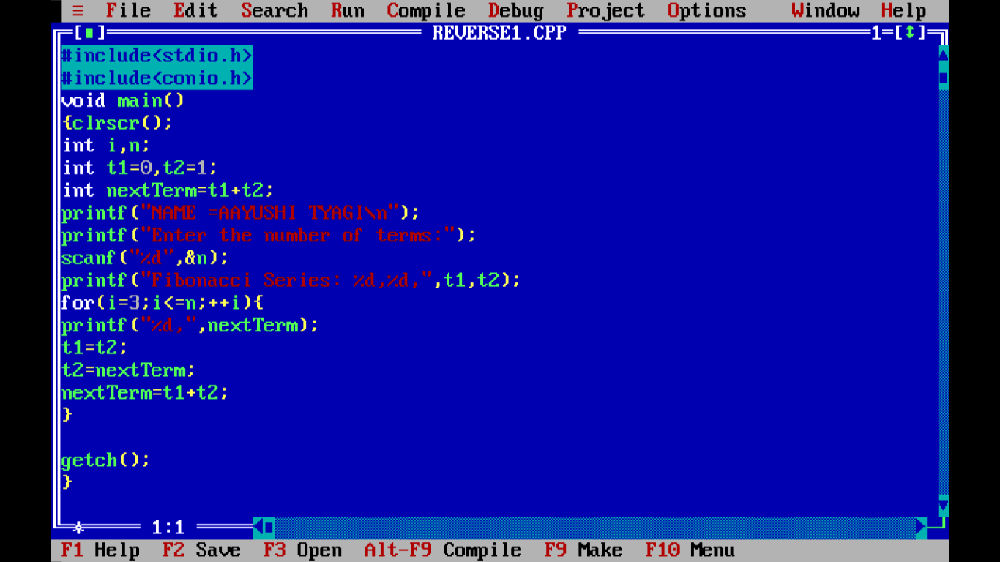 ≡ File Edit Search Run Compile Debug Project Options Window Help
[■] REVERSE1.CPP 1=[↕]
#include<stdio.h>
#include<conio.h>
void main()
{clrscr();
int i,n;
int t1=0,t2=1;
int nextTerm=t1+t2;
printf("NAME =AAYUSHI TYAGI\n");
printf("Enter the number of terms:");
scanf("%d",&n);
printf("Fibonacci Series: %d,%d,",t1,t2);
for(i=3;i<=n;++i){
printf("%d,",nextTerm);
t1=t2;
t2=nextTerm;
nextTerm=t1+t2;
}
getch();
}
1:1
F1 Help F2 Save F3 Open Alt-F9 Compile F9 Make F10 Menu